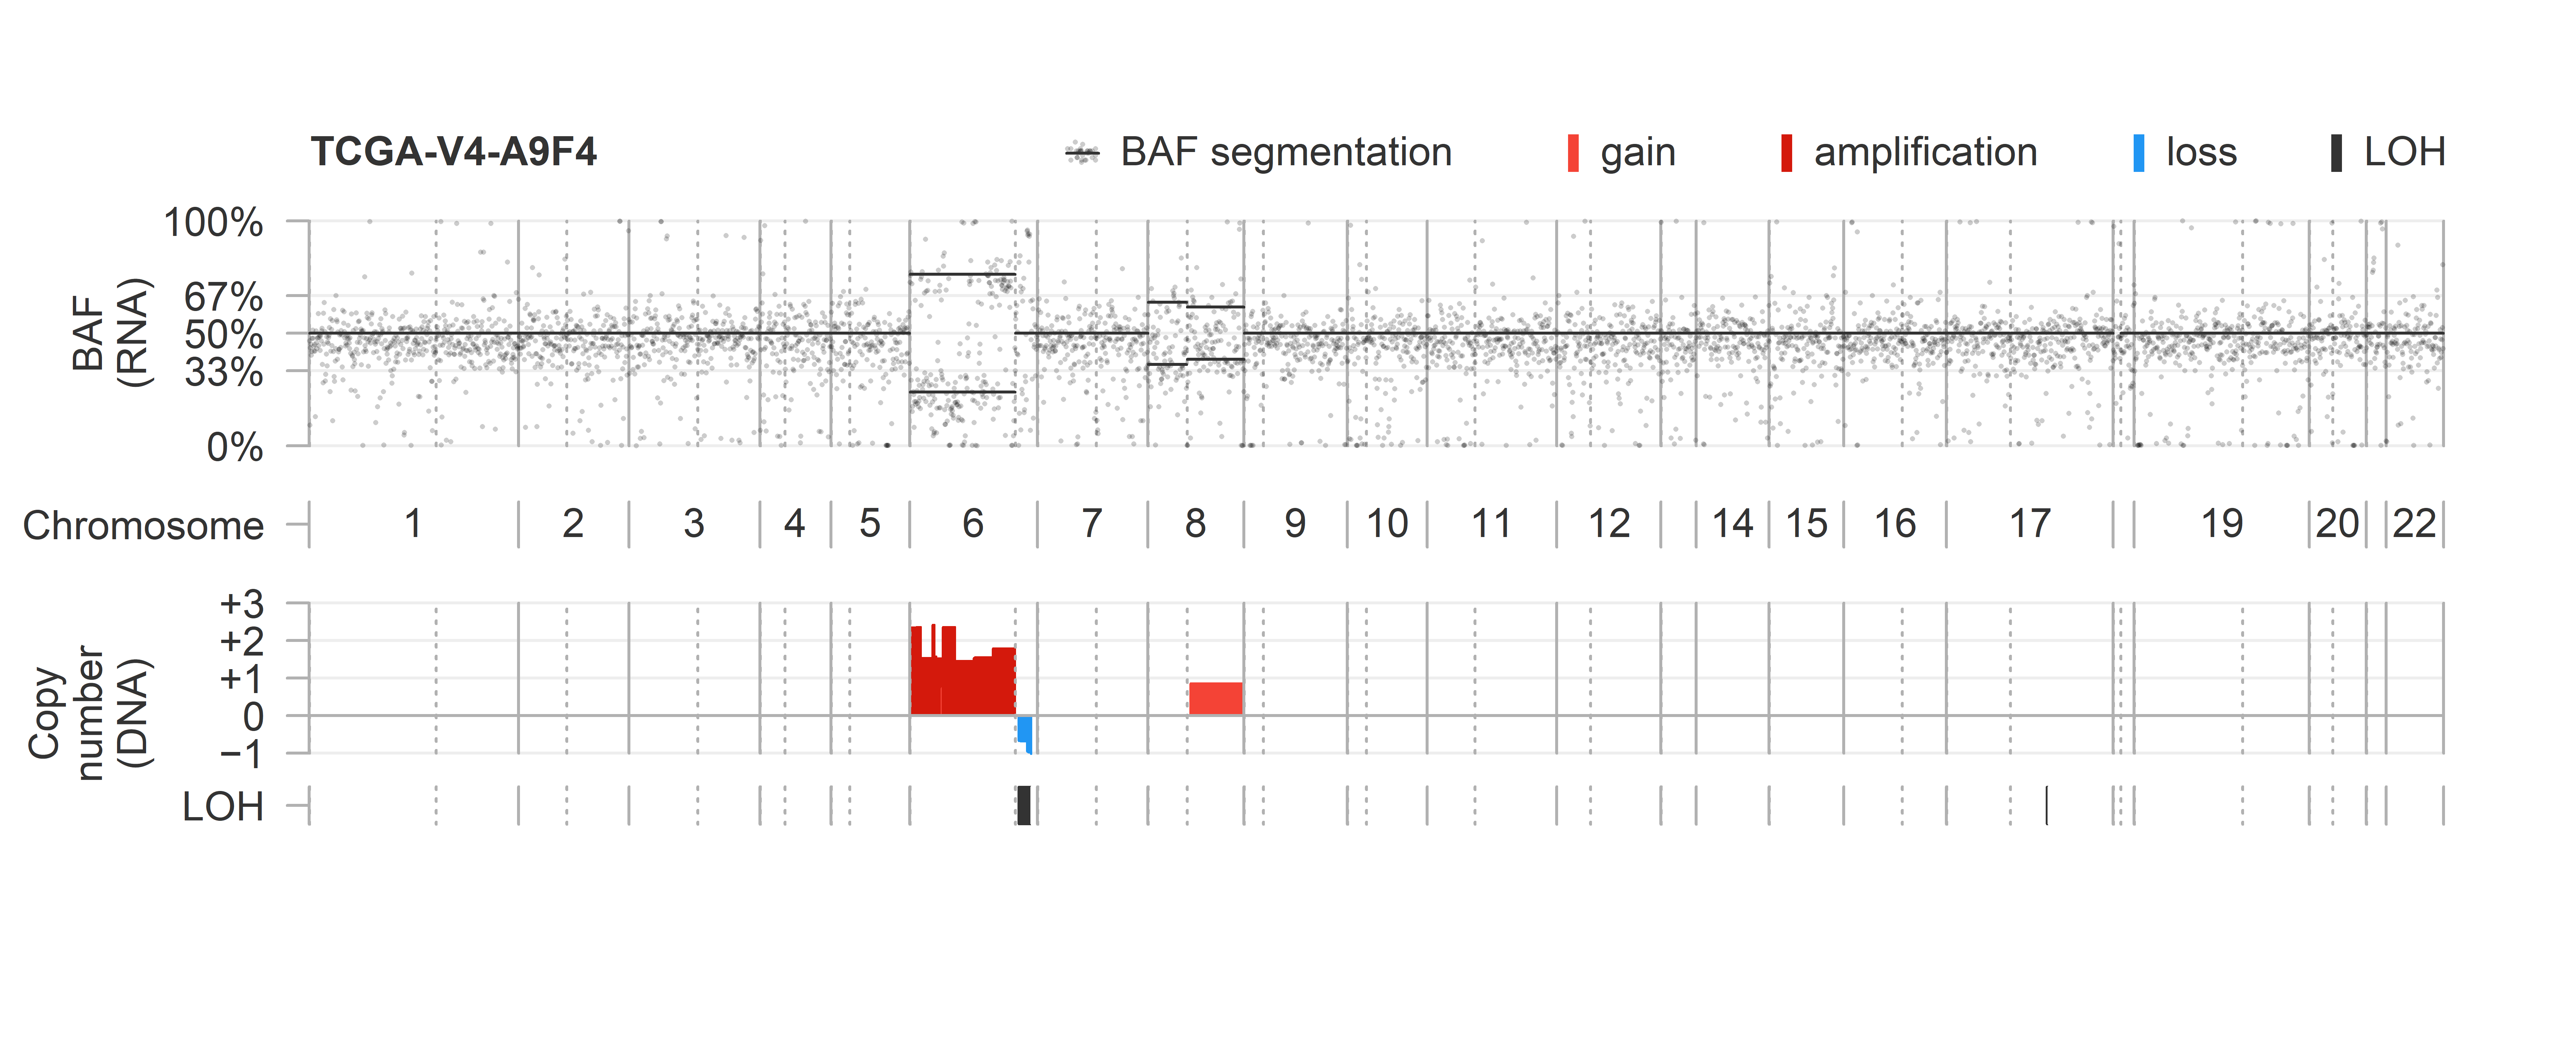 TCGA-V4-A9F4
BAF segmentation
gain
amplification
loss
LOH
BAF
(RNA)
100%
67%
50%
33%
0%
Chromosome
1 2 3 4 5 6 7 8 9 10 11 12 14 15 16 17 19 20 22
Copy
number
(DNA)
+3
+2
+1
0
−1
LOH